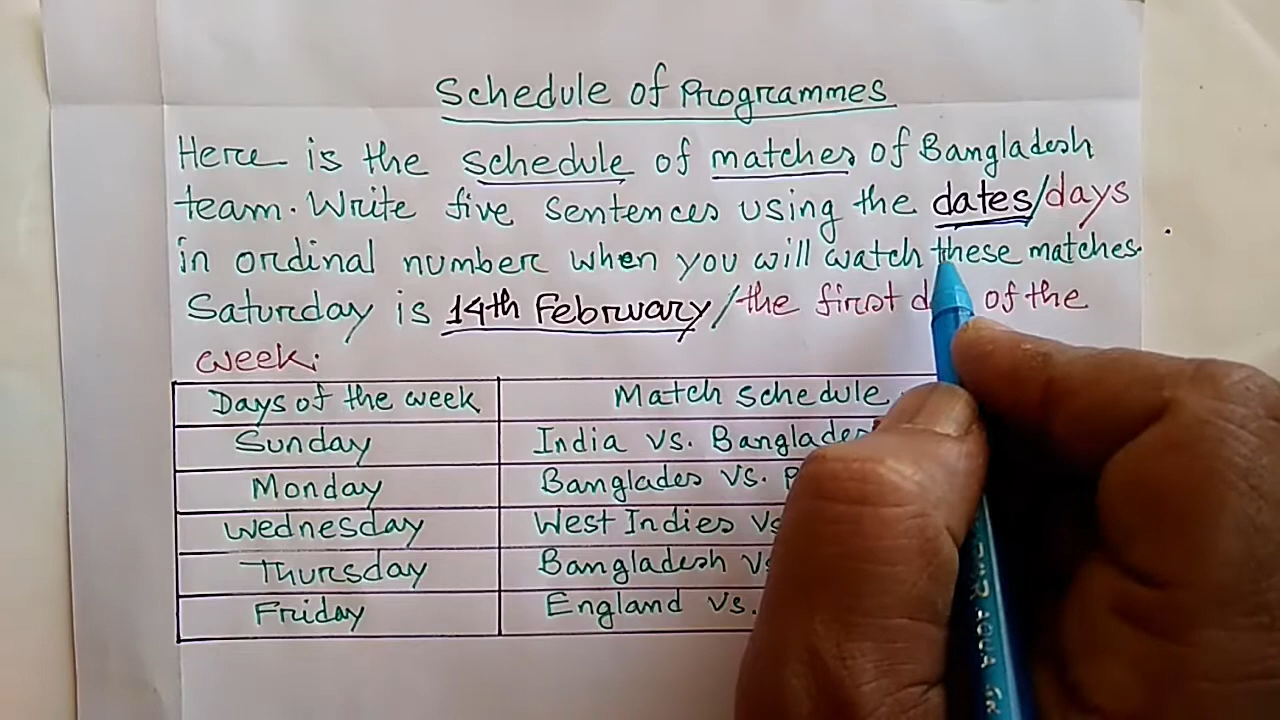 Schedule of Programmes
Here is the schedule of matches of Bangladesh
team. Write five sentences using the dates/days
in ordinal number when you will watch these matches.
Saturday is 14th February/the first of the
week:
Days of the week Match schedule
Sunday India vs.
Monday Banglades vs.
Wednesday West Indies vs
Thursday Bangladesh
Friday England vs.